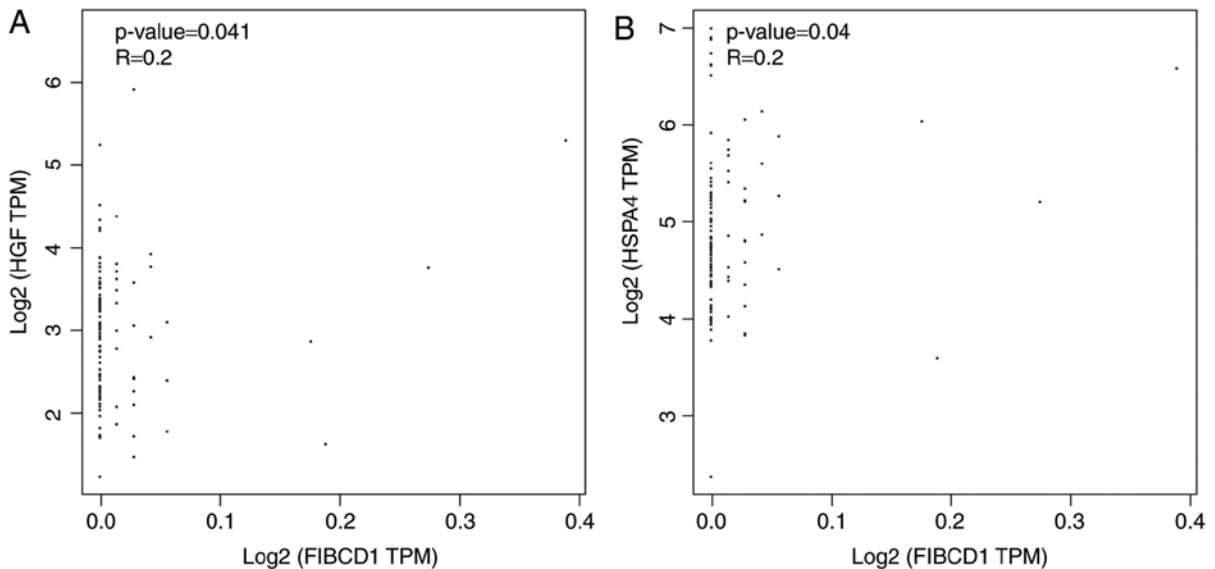 A
p-value=0.041
R=0.2
6
5
4
3
2
Log2 (HGF TPM)
0.0 0.1 0.2 0.3 0.4
Log2 (FIBCD1 TPM)
B
p-value=0.04
R=0.2
7
6
5
4
3
Log2 (HSPA4 TPM)
0.0 0.1 0.2 0.3 0.4
Log2 (FIBCD1 TPM)